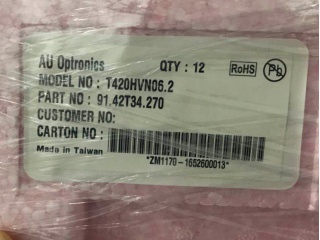 AU Optronics QTY : 12 RoHS Pb
MODEL NO : T420HVN06.2
PART NO : 91.42T34.270
CUSTOMER NO:
CARTON NO :
Made in Taiwan *ZM1170-1652600013*